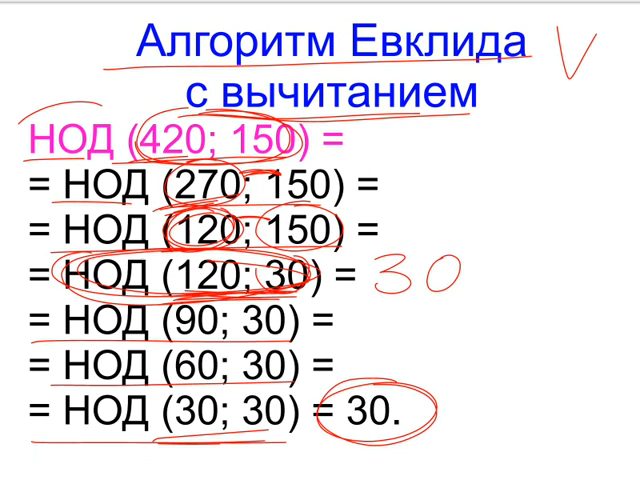 Алгоритм Евклида V
с вычитанием
НОД (420; 150) =
= НОД (270; 150) =
= НОД (120; 150) =
= НОД (120; 30) = 30
= НОД (90; 30) =
= НОД (60; 30) =
= НОД (30; 30) = 30.